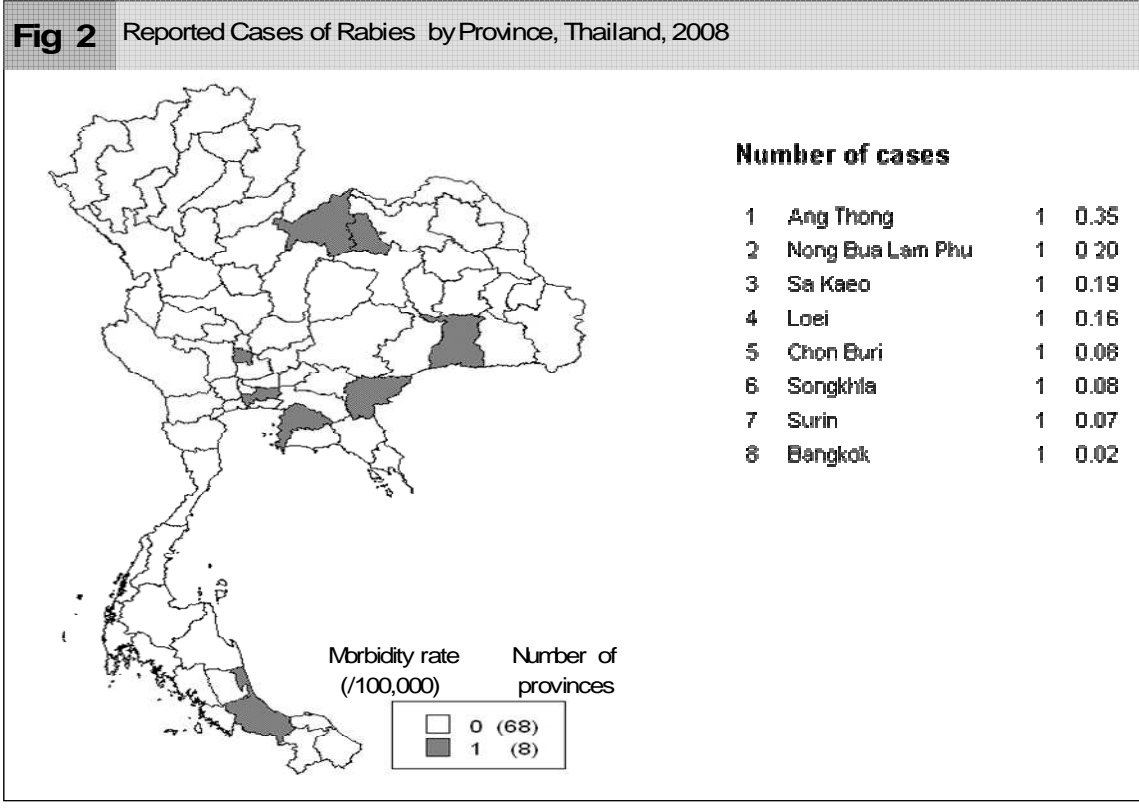 Fig 2 Reported Cases of Rabies by Province, Thailand, 2008
Number of cases
1 Ang Thong 1 0.35
2 Nong Bua Lam Phu 1 0.20
3 Sa Kaeo 1 0.19
4 Loei 1 0.16
5 Chon Buri 1 0.08
6 Songkhla 1 0.08
7 Surin 1 0.07
8 Bangkok 1 0.02
Morbidity rate Number of
(/100,000) provinces
0 (68)
1 (8)